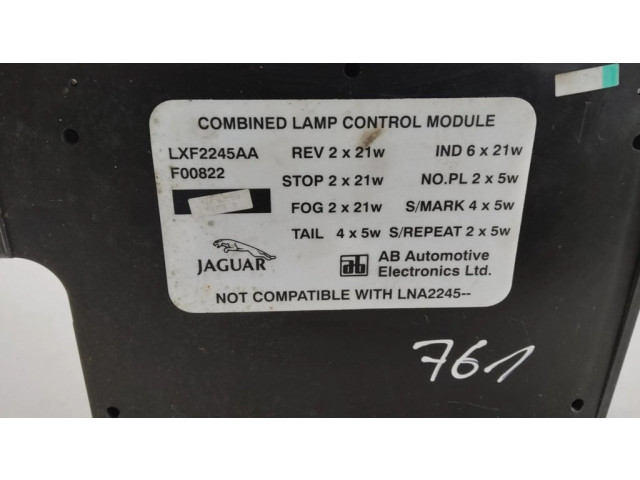 COMBINED LAMP CONTROL MODULE
LXF2245AA REV 2 x 21w IND 6 x 21w
F00822 STOP 2 x 21w NO.PL 2 x 5w
FOG 2 x 21w S/MARK 4 x 5w
TAIL 4 x 5w S/REPEAT 2 x 5w
JAGUAR ab AB Automotive
Electronics Ltd.
NOT COMPATIBLE WITH LNA2245--
761